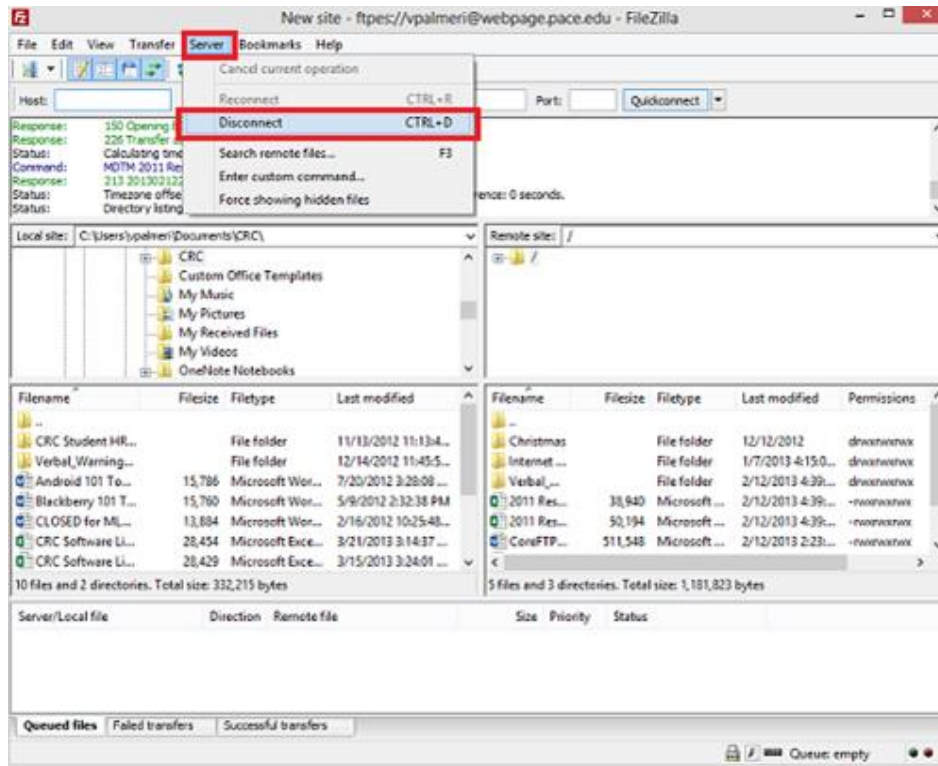 New site - ftpes://vpalmeri@webpage.pace.edu - FileZilla
File Edit View Transfer Server Bookmarks Help
Cancel current operation
Host: Reconnect CTRL+R Port: Quickconnect
Disconnect CTRL+D
Search remote files... F3
Enter custom command...
Force showing hidden files
Response: 150 Opening
Response: 226 Transfer
Status: Calculating time
Command: MDTM 2011 Re
Response: 213 201302122
Status: Timezone offse rence: 0 seconds.
Status: Directory listing
Local site: C:\Users\vpalmeri\Documents\CRC\
Remote site: /
CRC
Custom Office Templates
My Music
My Pictures
My Received Files
My Videos
OneNote Notebooks
/
Filename Filesize Filetype Last modified
..
CRC Student HR... File folder 11/13/2012 11:13:4...
Verbal_Warning... File folder 12/14/2012 11:45:5...
Android 101 To... 15,786 Microsoft Wor... 7/20/2012 3:28:08 ...
Blackberry 101 T... 15,760 Microsoft Wor... 5/9/2012 2:32:38 PM
CLOSED for ML... 13,884 Microsoft Wor... 2/16/2012 10:25:48...
CRC Software Li... 28,454 Microsoft Exce... 3/21/2013 3:14:37 ...
CRC Software Li... 28,429 Microsoft Exce... 3/15/2013 3:24:01 ...
10 files and 2 directories. Total size: 332,215 bytes
Filename Filesize Filetype Last modified Permissions
..
Christmas File folder 12/12/2012 drwxrwxrwx
Internet ... File folder 1/7/2013 4:15:0... drwxrwxrwx
Verbal_... File folder 2/12/2013 4:39:... drwxrwxrwx
2011 Res... 38,940 Microsoft ... 2/12/2013 4:39:... -rwxrwxrwx
2011 Res... 50,194 Microsoft ... 2/12/2013 4:39:... -rwxrwxrwx
CoreFTP... 511,548 Microsoft ... 2/12/2013 2:23:... -rwxrwxrwx
5 files and 3 directories. Total size: 1,181,823 bytes
Server/Local file Direction Remote file Size Priority Status
Queued files Failed transfers Successful transfers
Queue: empty